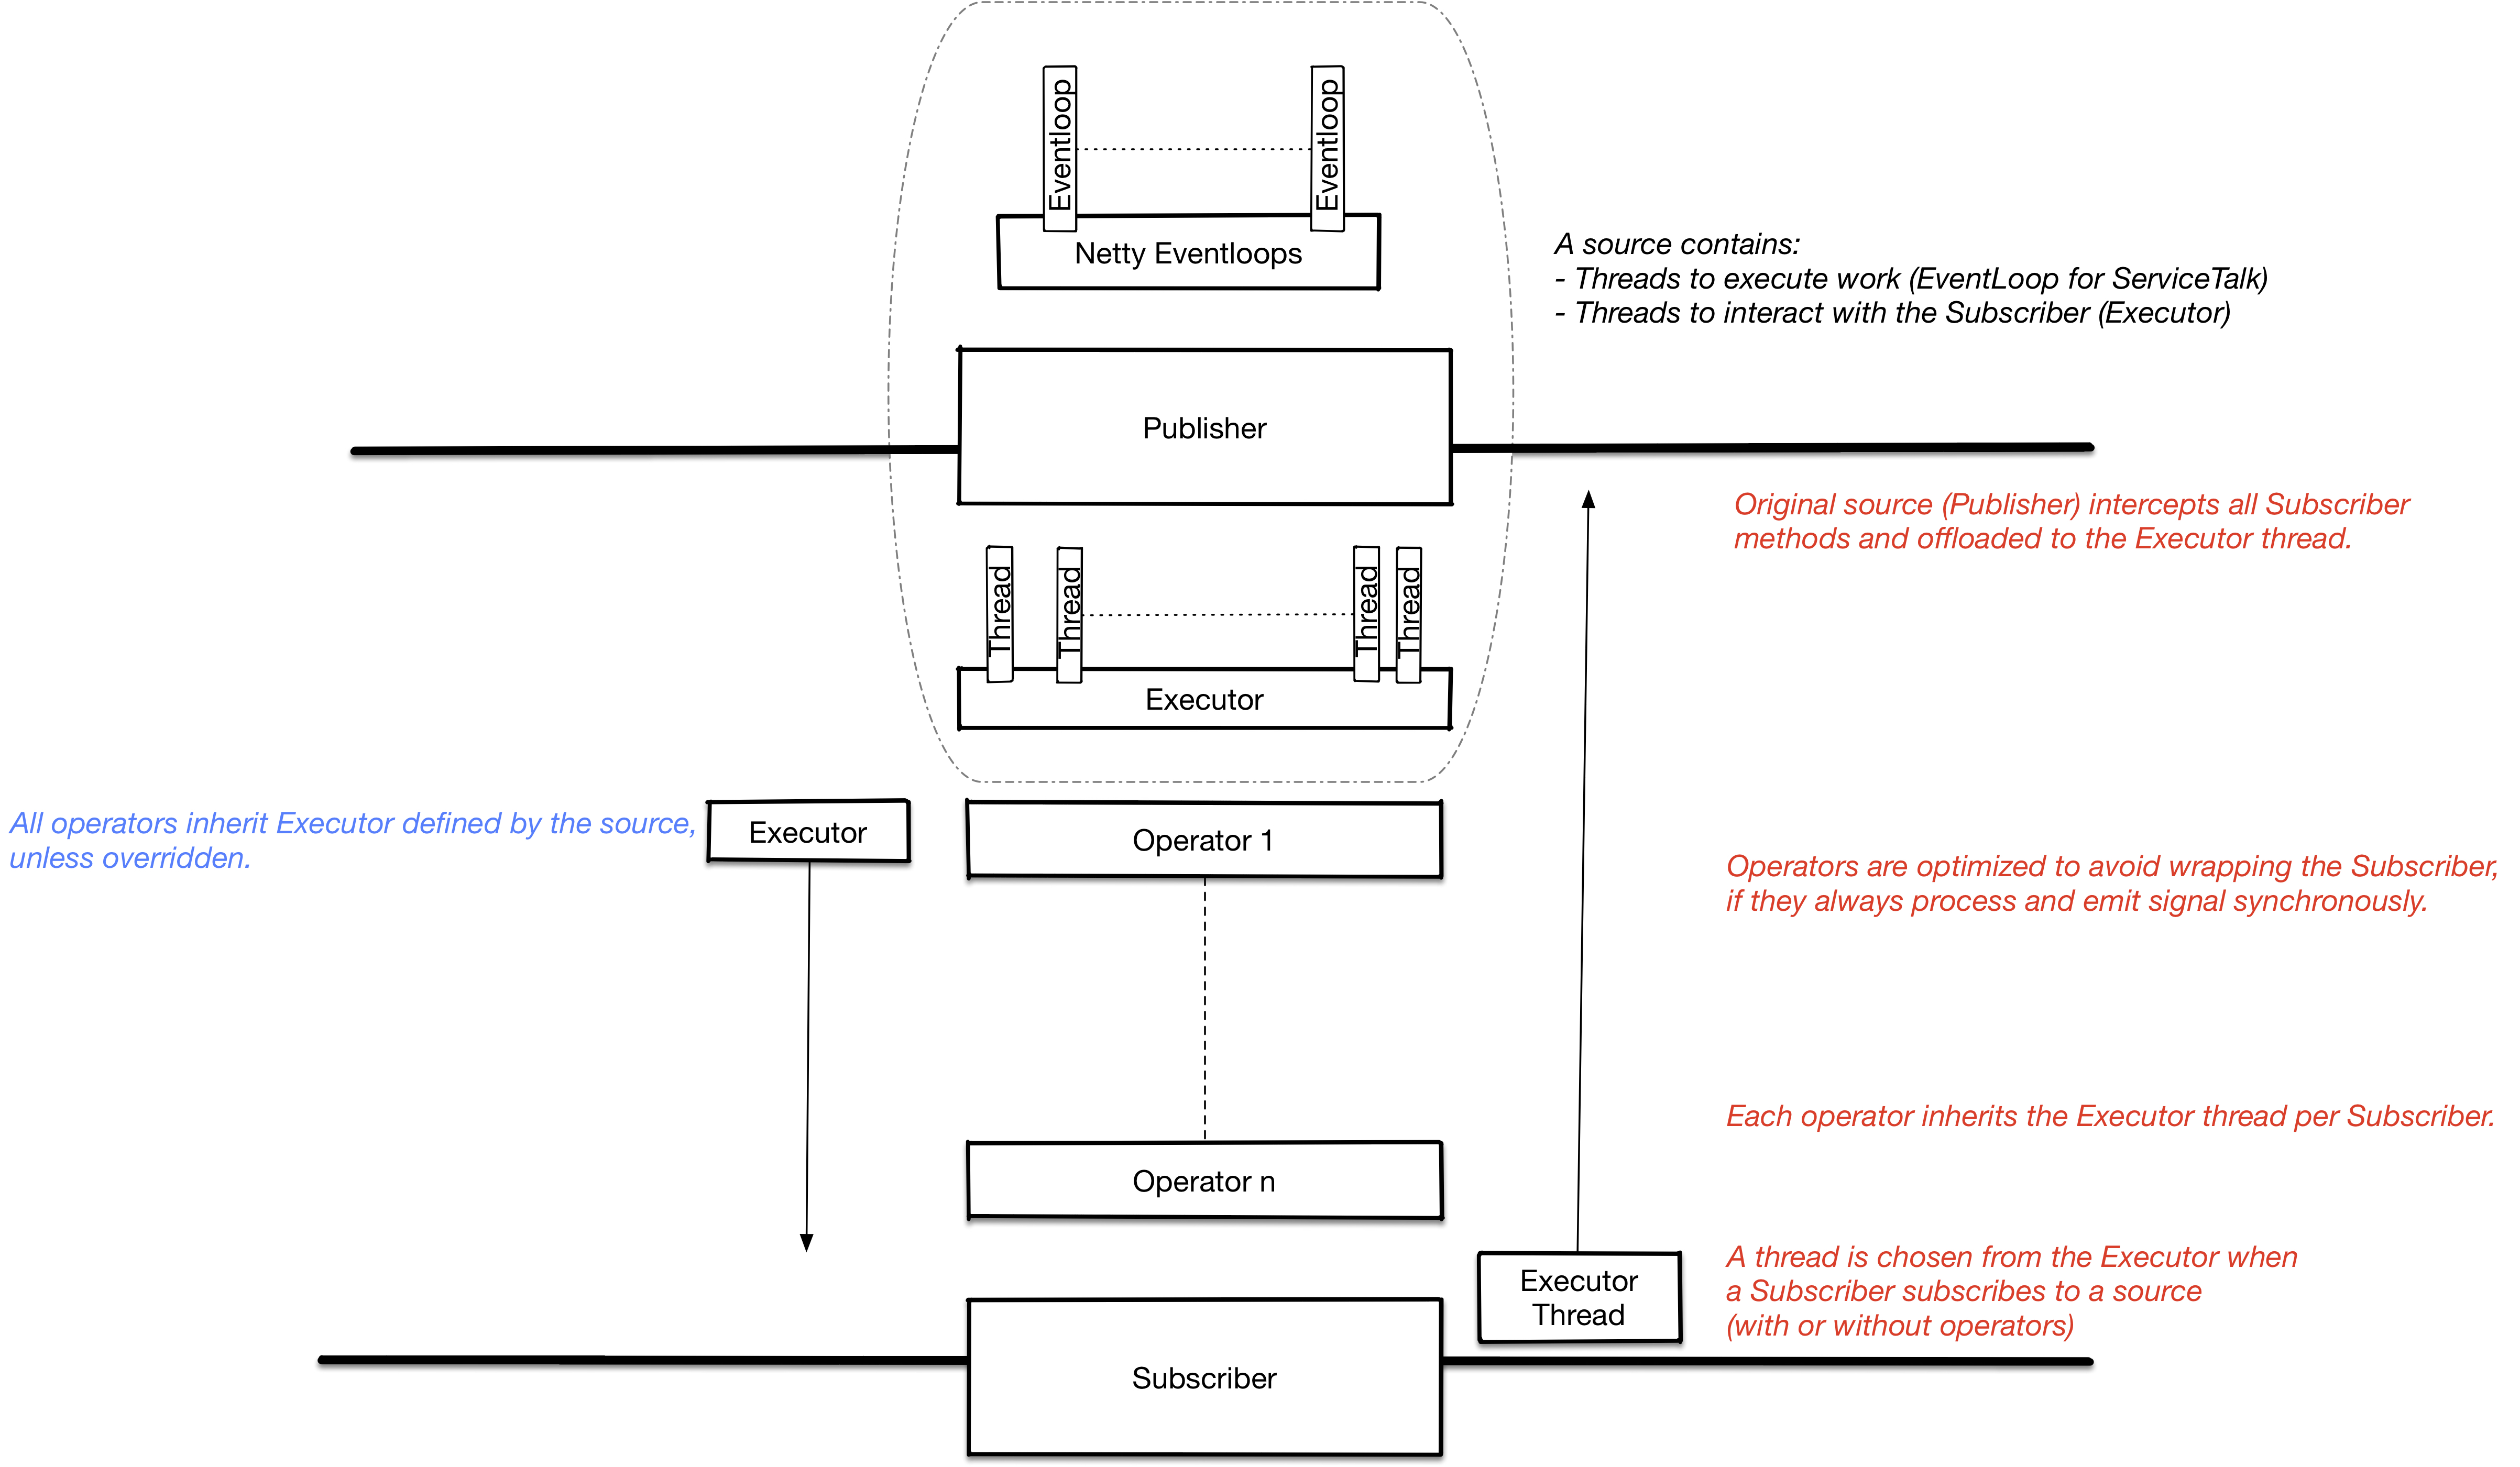 Eventloop
Eventloop
Netty Eventloops
A source contains:
- Threads to execute work (EventLoop for ServiceTalk)
- Threads to interact with the Subscriber (Executor)
Publisher
Original source (Publisher) intercepts all Subscriber
methods and offloaded to the Executor thread.
Thread
Thread
Thread
Thread
Executor
All operators inherit Executor defined by the source,
unless overridden.
Executor
Operator 1
Operators are optimized to avoid wrapping the Subscriber,
if they always process and emit signal synchronously.
Each operator inherits the Executor thread per Subscriber.
Operator n
Executor
Thread
A thread is chosen from the Executor when
a Subscriber subscribes to a source
(with or without operators)
Subscriber